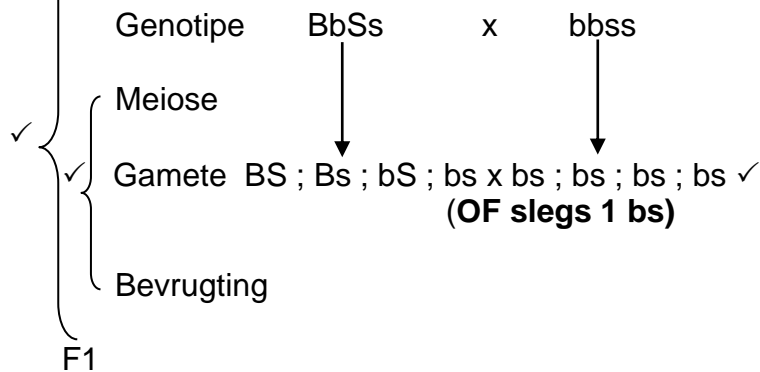 Genotipe BbSs x bbss
Meiose
✓
✓ Gamete BS ; Bs ; bS ; bs x bs ; bs ; bs ; bs ✓
(OF slegs 1 bs)
Bevrugting
F1